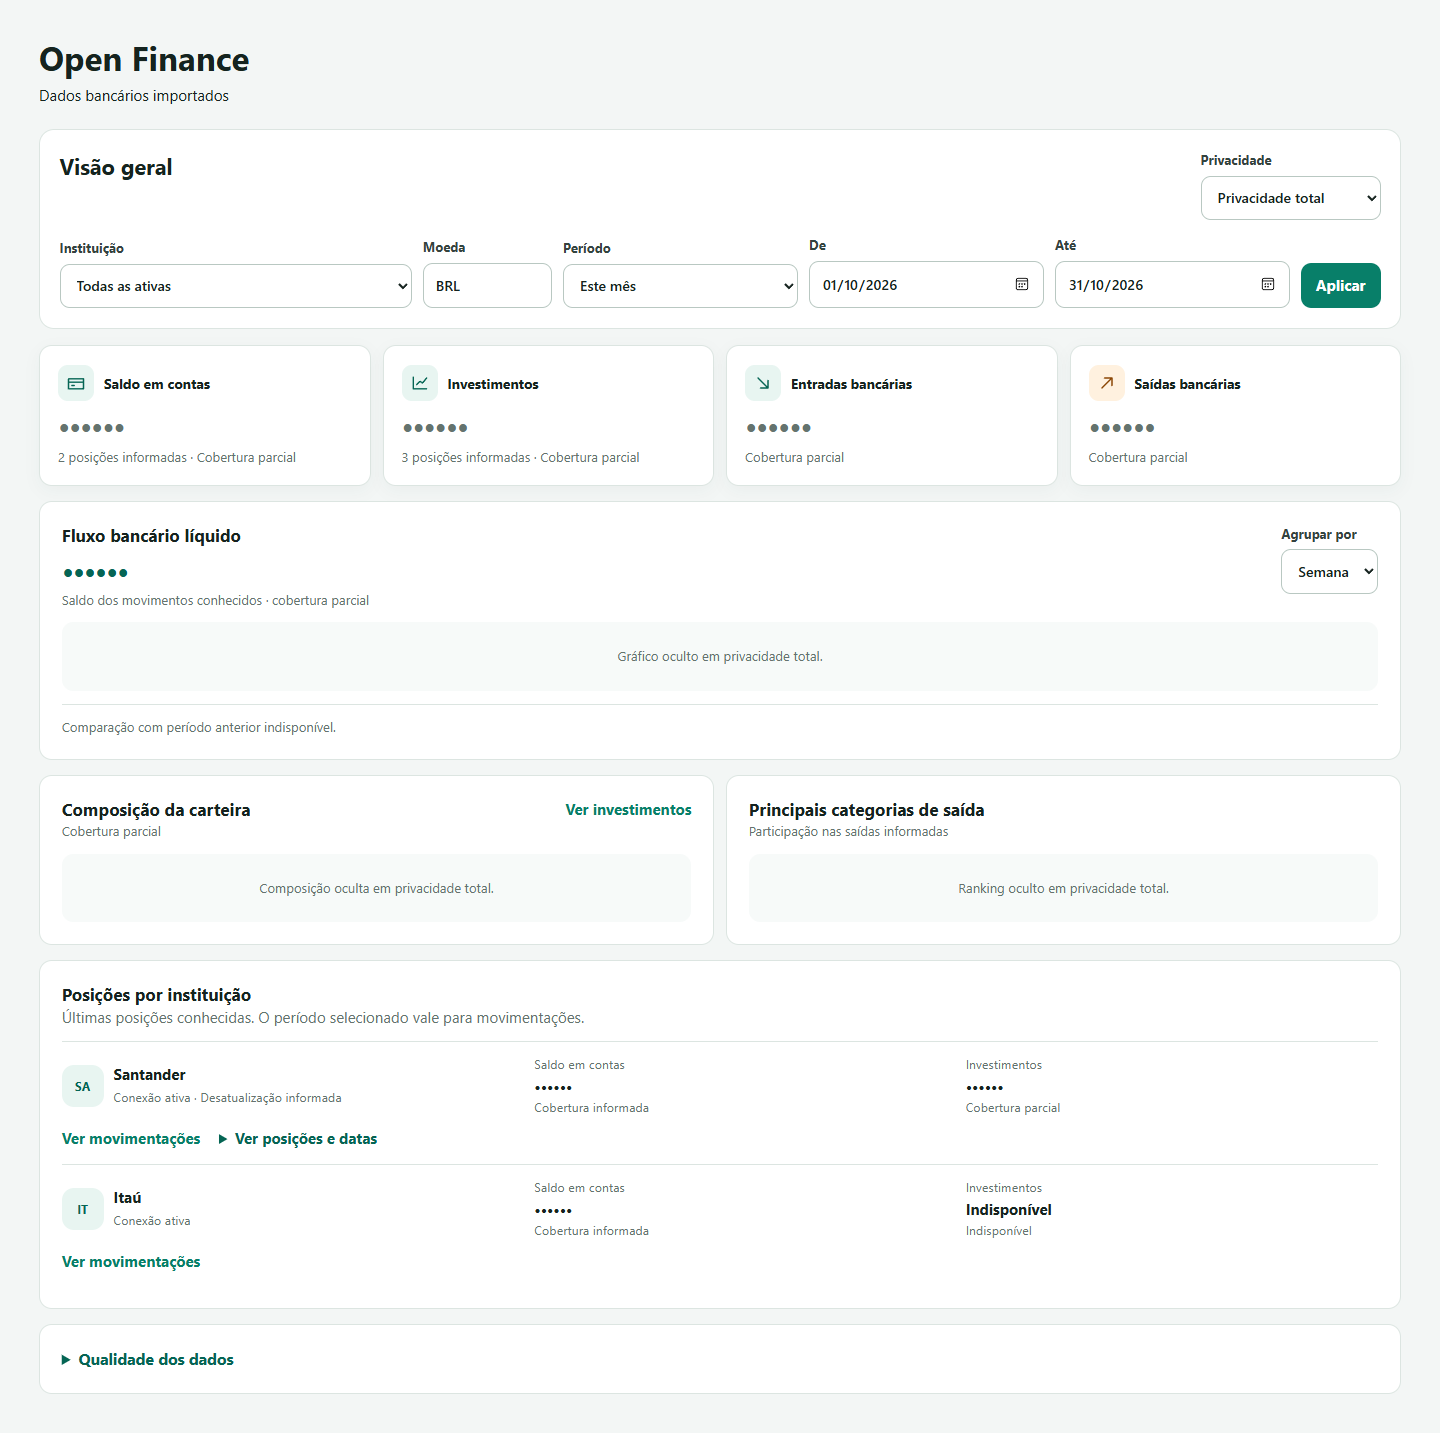 Open Finance
Dados bancários importados
Visão geral
Privacidade
Privacidade total
Instituição
Moeda
Período
De
Até
Todas as ativas
BRL
Este mês
01/10/2026
31/10/2026
Aplicar
Saldo em contas
••••••
2 posições informadas · Cobertura parcial
Investimentos
••••••
3 posições informadas · Cobertura parcial
Entradas bancárias
••••••
Cobertura parcial
Saídas bancárias
••••••
Cobertura parcial
Fluxo bancário líquido
Agrupar por
••••••
Semana
Saldo dos movimentos conhecidos · cobertura parcial
Gráfico oculto em privacidade total.
Comparação com período anterior indisponível.
Composição da carteira
Ver investimentos
Cobertura parcial
Composição oculta em privacidade total.
Principais categorias de saída
Participação nas saídas informadas
Ranking oculto em privacidade total.
Posições por instituição
Últimas posições conhecidas. O período selecionado vale para movimentações.
SA
Santander
Conexão ativa · Desatualização informada
Saldo em contas
••••••
Cobertura informada
Investimentos
••••••
Cobertura parcial
Ver movimentações
Ver posições e datas
IT
Itaú
Conexão ativa
Saldo em contas
••••••
Cobertura informada
Investimentos
Indisponível
Indisponível
Ver movimentações
Qualidade dos dados